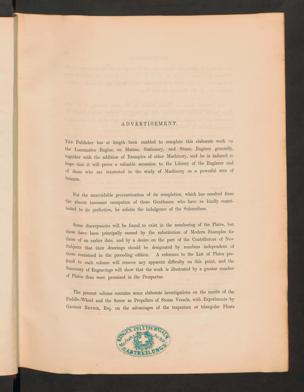 ADVERTISEMENT.
The Publisher has at length been enabled to complete this elaborate work on
the Locomotive Engine, on Marine, Stationary, and Steam Engines generally,
together with the addition of Examples of other Machinery, and he is induced to
hope that it will prove a valuable accession to the Library of the Engineer and
of those who are interested in the study of Machinery as a powerful arm of
Science.
For the unavoidable procrastination of its completion, which has resulted from
the almost incessant occupation of those Gentlemen who have so kindly contri-
buted to its perfection, he solicits the indulgence of the Subscribers.
Some discrepancies will be found to exist in the numbering of the Plates, but
these have been principally caused by the substitution of Modern Examples for
those of an earlier date, and by a desire on the part of the Contributors of New
Subjects that their drawings should be designated by numbers independent of
those contained in the preceding edition. A reference to the List of Plates pre-
fixed to each volume will remove any apparent difficulty on this point, and the
Summary of Engravings will show that the work is illustrated by a greater number
of Plates than were promised in the Prospectus.
The present volume contains some elaborate investigations on the merits of the
Paddle-Wheel and the Screw as Propellers of Steam Vessels, with Experiments by
George Rennie, Esq. on the advantages of the trapezium or triangular Floats